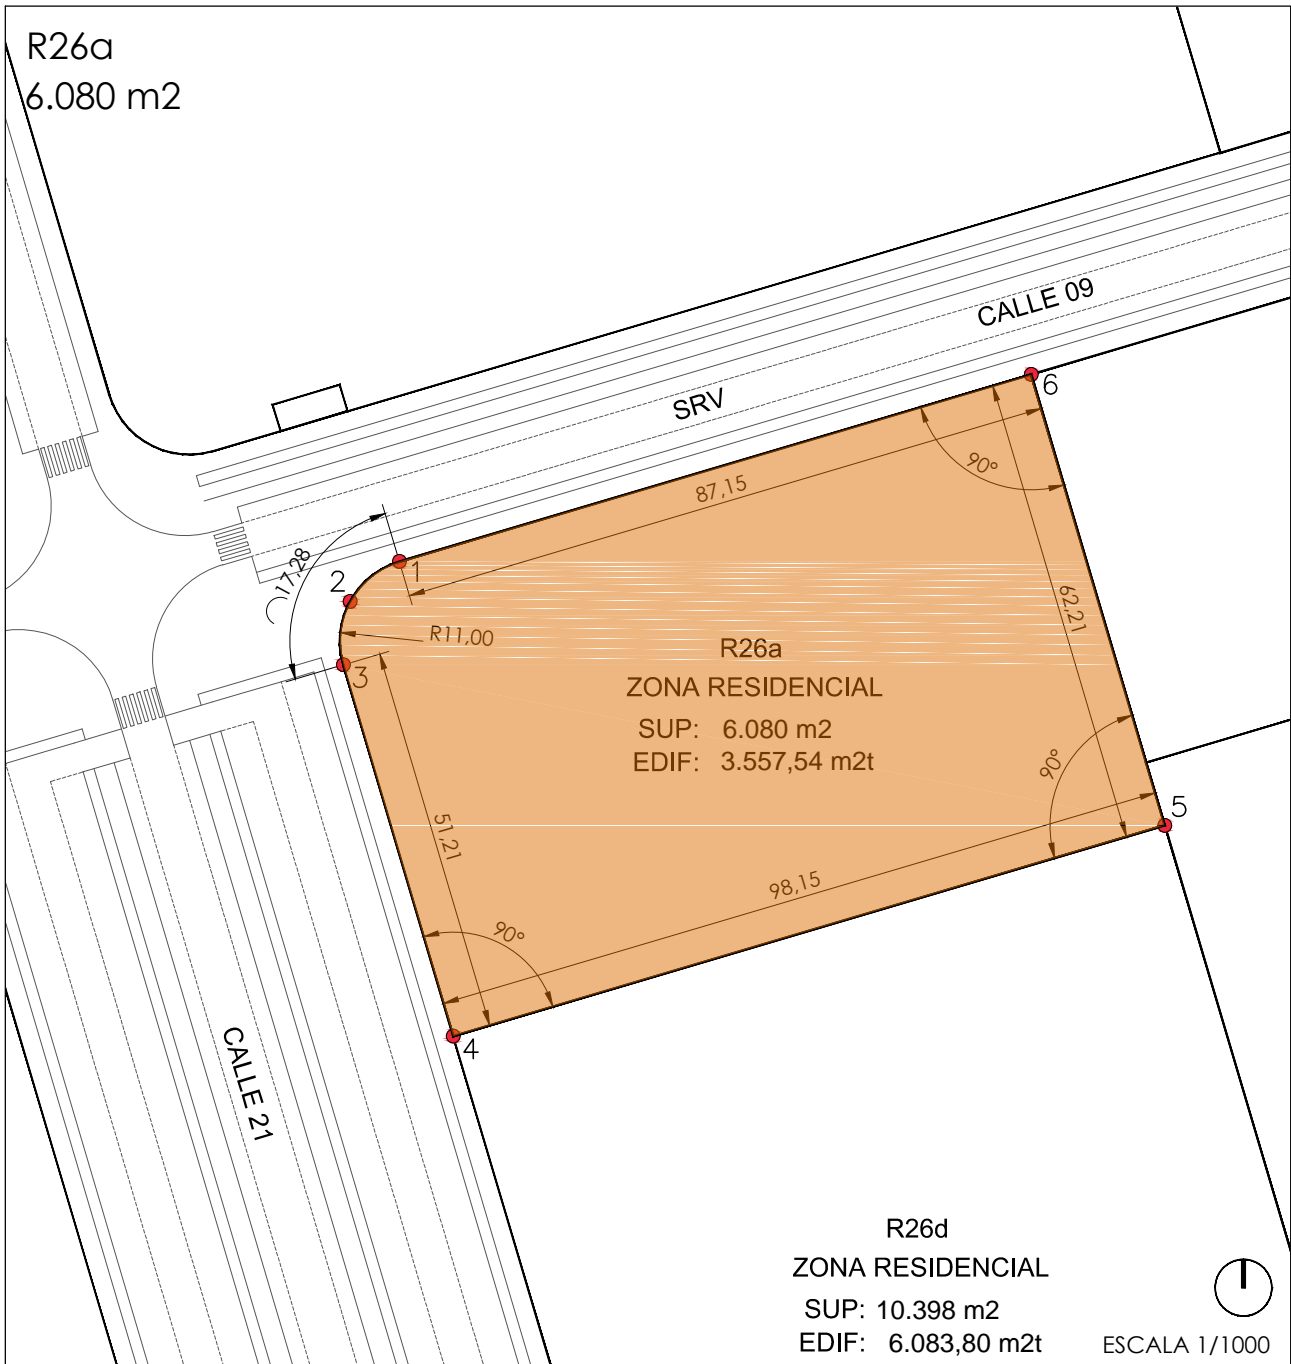 R26a
6.080 m2
CALLE 09
SRV
6
90°
87,15
1
17,28
2
62,21
R11,00
R26a
3
ZONA RESIDENCIAL
SUP: 6.080 m2
EDIF: 3.557,54 m2t
90°
5
51,21
98,15
90°
4
CALLE 21
R26d
ZONA RESIDENCIAL
SUP: 10.398 m2
EDIF: 6.083,80 m2t
ESCALA 1/1000